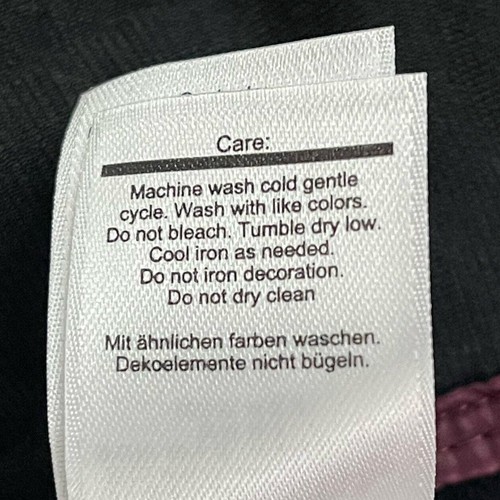 Care:
Machine wash cold gentle
cycle. Wash with like colors.
Do not bleach. Tumble dry low.
Cool iron as needed.
Do not iron decoration.
Do not dry clean
Mit ähnlichen farben waschen.
Dekoelemente nicht bügeln.